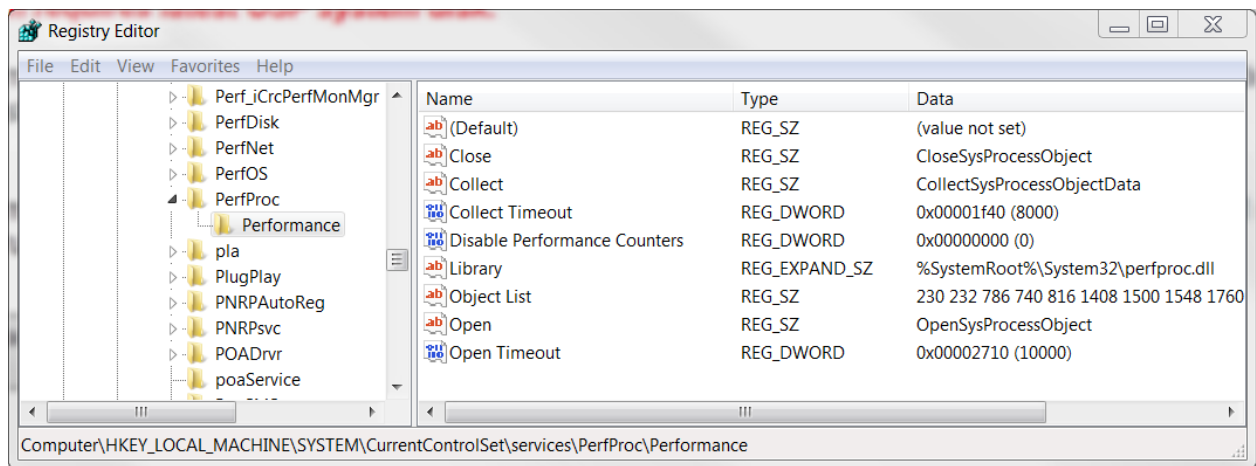 Registry Editor
File Edit View Favorites Help
Perf_iCrcPerfMonMgr
PerfDisk
PerfNet
PerfOS
PerfProc
Performance
pla
PlugPlay
PNRPAutoReg
PNRPsvc
POADrvr
poaService
Name Type Data
(Default) REG_SZ (value not set)
Close REG_SZ CloseSysProcessObject
Collect REG_SZ CollectSysProcessObjectData
Collect Timeout REG_DWORD 0x00001f40 (8000)
Disable Performance Counters REG_DWORD 0x00000000 (0)
Library REG_EXPAND_SZ %SystemRoot%\System32\perfproc.dll
Object List REG_SZ 230 232 786 740 816 1408 1500 1548 1760
Open REG_SZ OpenSysProcessObject
Open Timeout REG_DWORD 0x00002710 (10000)
Computer\HKEY_LOCAL_MACHINE\SYSTEM\CurrentControlSet\services\PerfProc\Performance